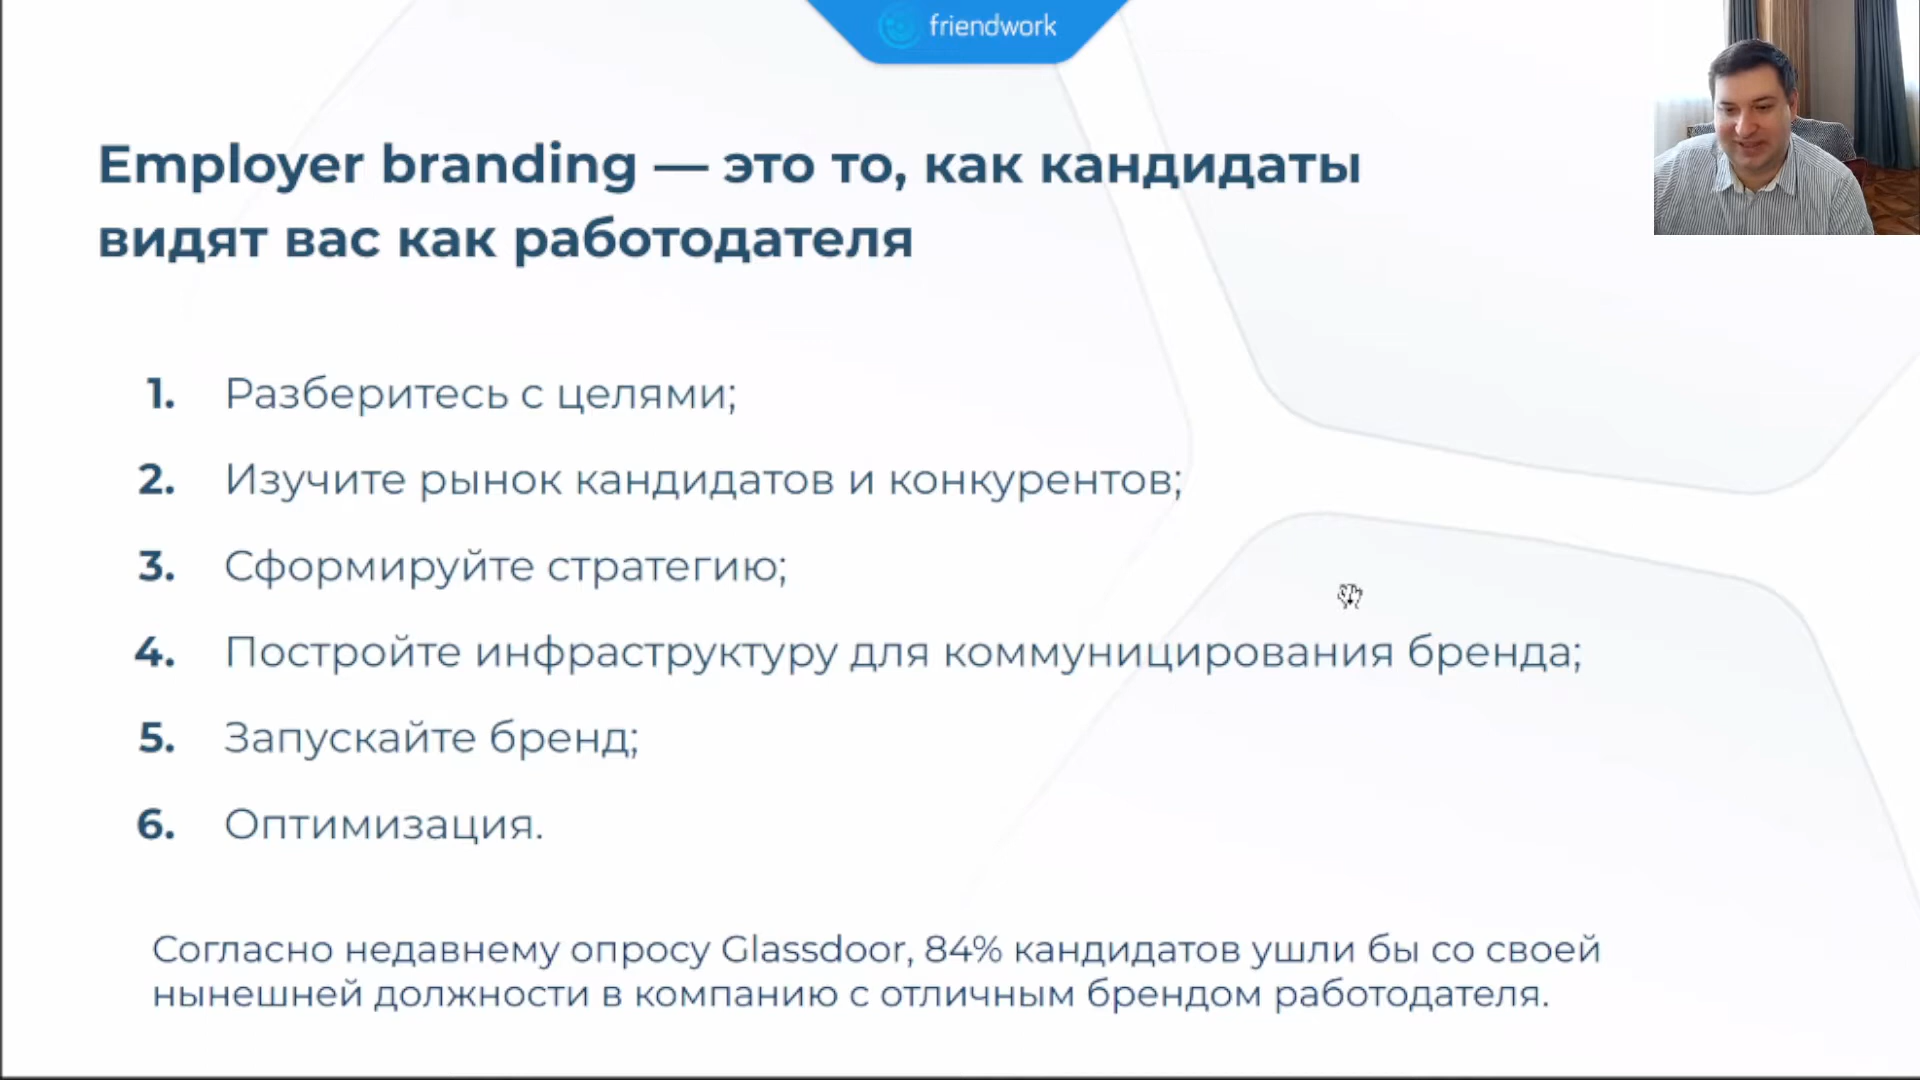 friendwork
Employer branding — это то, как кандидаты
видят вас как работодателя
1. Разберитесь с целями;
2. Изучите рынок кандидатов и конкурентов;
3. Сформируйте стратегию;
4. Постройте инфраструктуру для коммуницирования бренда;
5. Запускайте бренд;
6. Оптимизация.
Согласно недавнему опросу Glassdoor, 84% кандидатов ушли бы со своей
нынешней должности в компанию с отличным брендом работодателя.